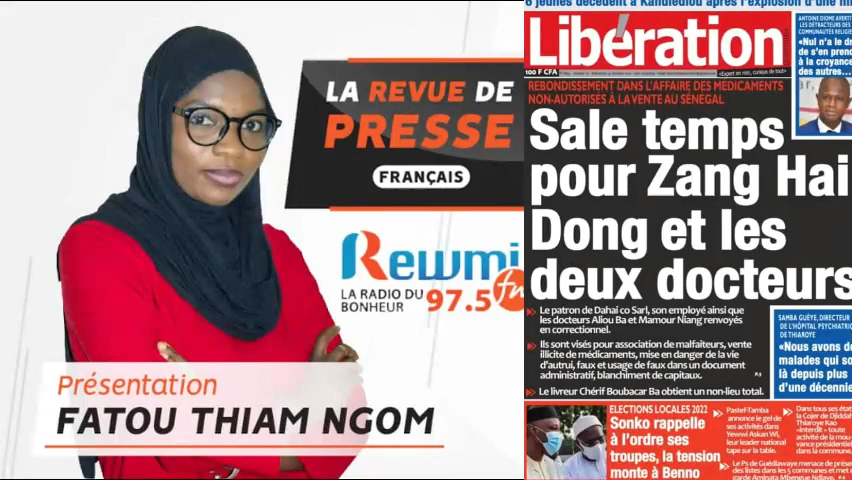 LA REVUE DE
PRESSE
FRANÇAIS
Rewmi
fm
LA RADIO DU
BONHEUR
97.5
Présentation
FATOU THIAM NGOM
6 jeunes décèdent à Kandiédiou après l'explosion d'une mi
Libération
100 F CFA
«Expert en rien, curieux de tout»
ANTOINE DIOME AVERTIT
LES DÉTRACTEURS DES
COMMUNAUTÉS RELIGIE
«Nul n'a le dr
de s'en prend
à la croyance
des autres...
REBONDISSEMENT DANS L'AFFAIRE DES MEDICAMENTS
NON-AUTORISES À LA VENTE AU SÉNÉGAL
Sale temps
pour Zang Hai
Dong et les
deux docteurs
Le patron de Dahai co Sarl, son employé ainsi que
les docteurs Aliou Ba et Mamour Niang renvoyés
en correctionnel.
Ils sont visés pour association de malfaiteurs, vente
illicite de médicaments, mise en danger de la vie
d'autrui, faux et usage de faux dans un document
administratif, blanchiment de capitaux.
Le livreur Chérif Boubacar Ba obtient un non-lieu total.
SAMBA GUÈYE, DIRECTEUR
DE L'HÔPITAL PSYCHIATRIC
DE THIAROYE
«Nous avons de
malades qui so
là depuis plus
d'une décennie
ELECTIONS LOCALES 2022
Sonko rappelle
à l'ordre ses
troupes, la tension
monte à Benno
Pastef-Tamba
annonce le gel de
ses activités dans
Yewwi Askan Wi,
leur leader national
tape sur la table.
Dans tous ses état
la Cojer de Djiddah
Thiaroye Kao
«interdit» toute
activité de la mou
vance présidentiel
dans la commune.
Le Ps de Guédiawaye menace de présen
des listes dans les 5 communes et met
garde Aminata Mbengue Ndiaye.